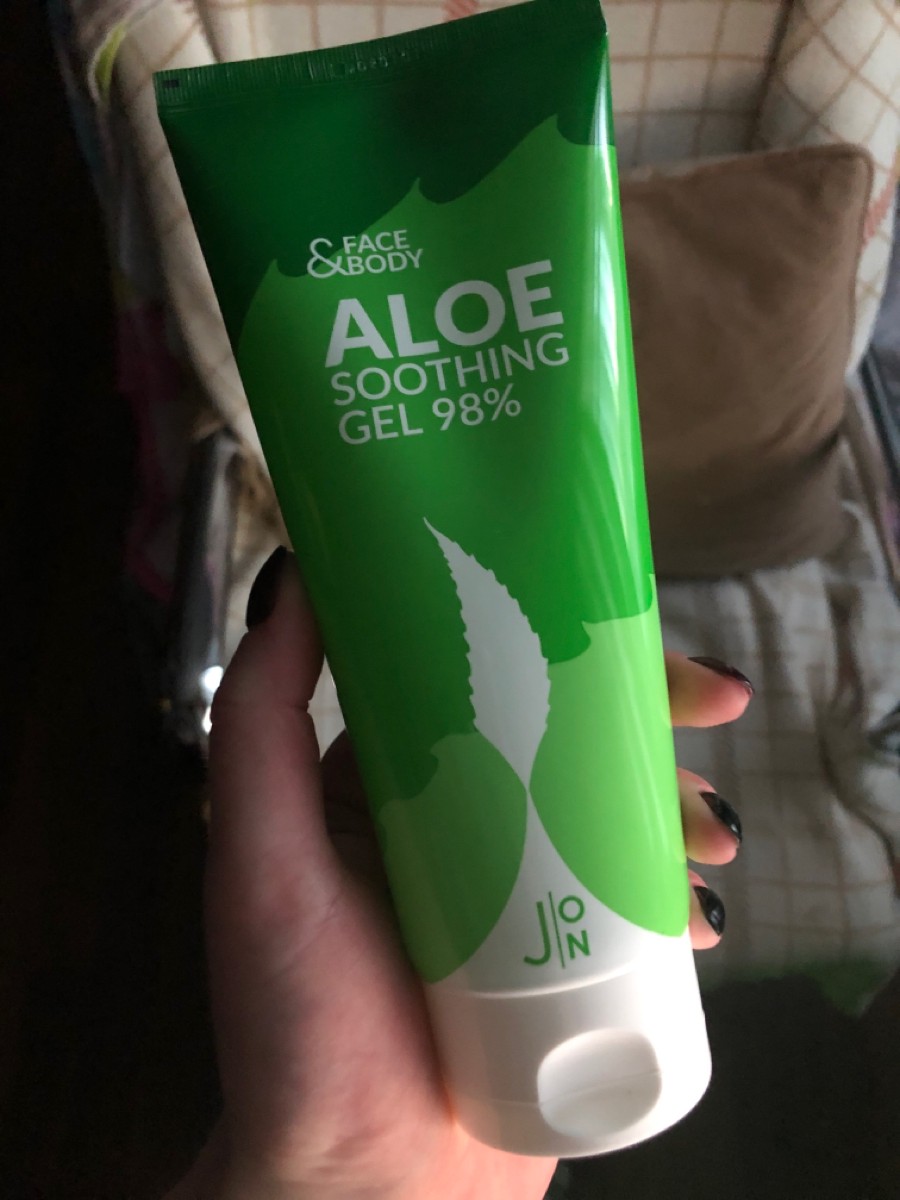 & FACE
BODY
ALOE
SOOTHING
GEL 98%
J|ON